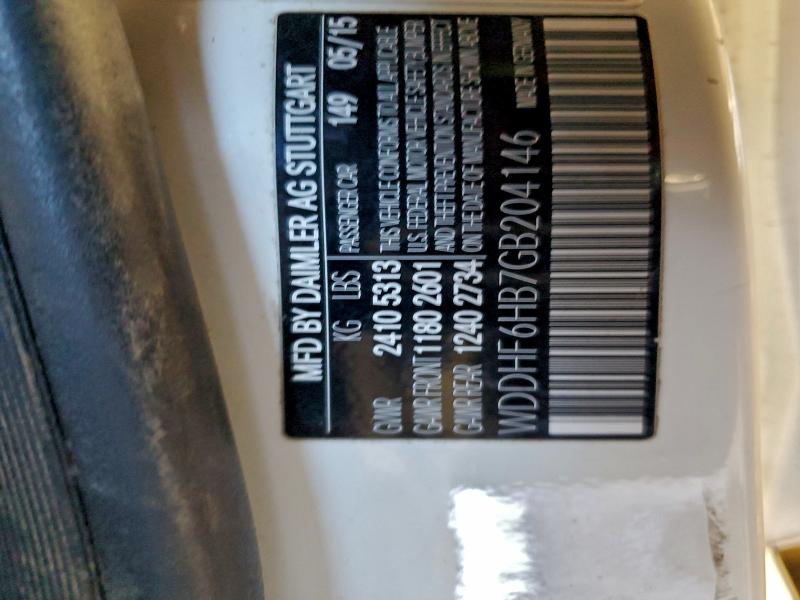 MFD BY DAIMLER AG STUTTGART
KG LBS PASSENGER CAR 149 05/15
GVWR 2410 5313 THIS VEHICLE CONFORMS TO ALL APPLICABLE
GAWR FRONT 1180 2601 U.S. FEDERAL MOTOR VEHICLE SAFETY, BUMPER
GAWR REAR 1240 2734 AND THEFT PREVENTION STANDARDS IN EFFECT
ON THE DATE OF MANUFACTURE SHOWN ABOVE
WDDHF6HB7GB204146 MADE IN GERMANY